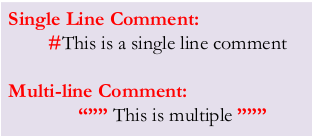 Single Line Comment:
#This is a single line comment
Multi-line Comment:
“”” This is multiple ”””